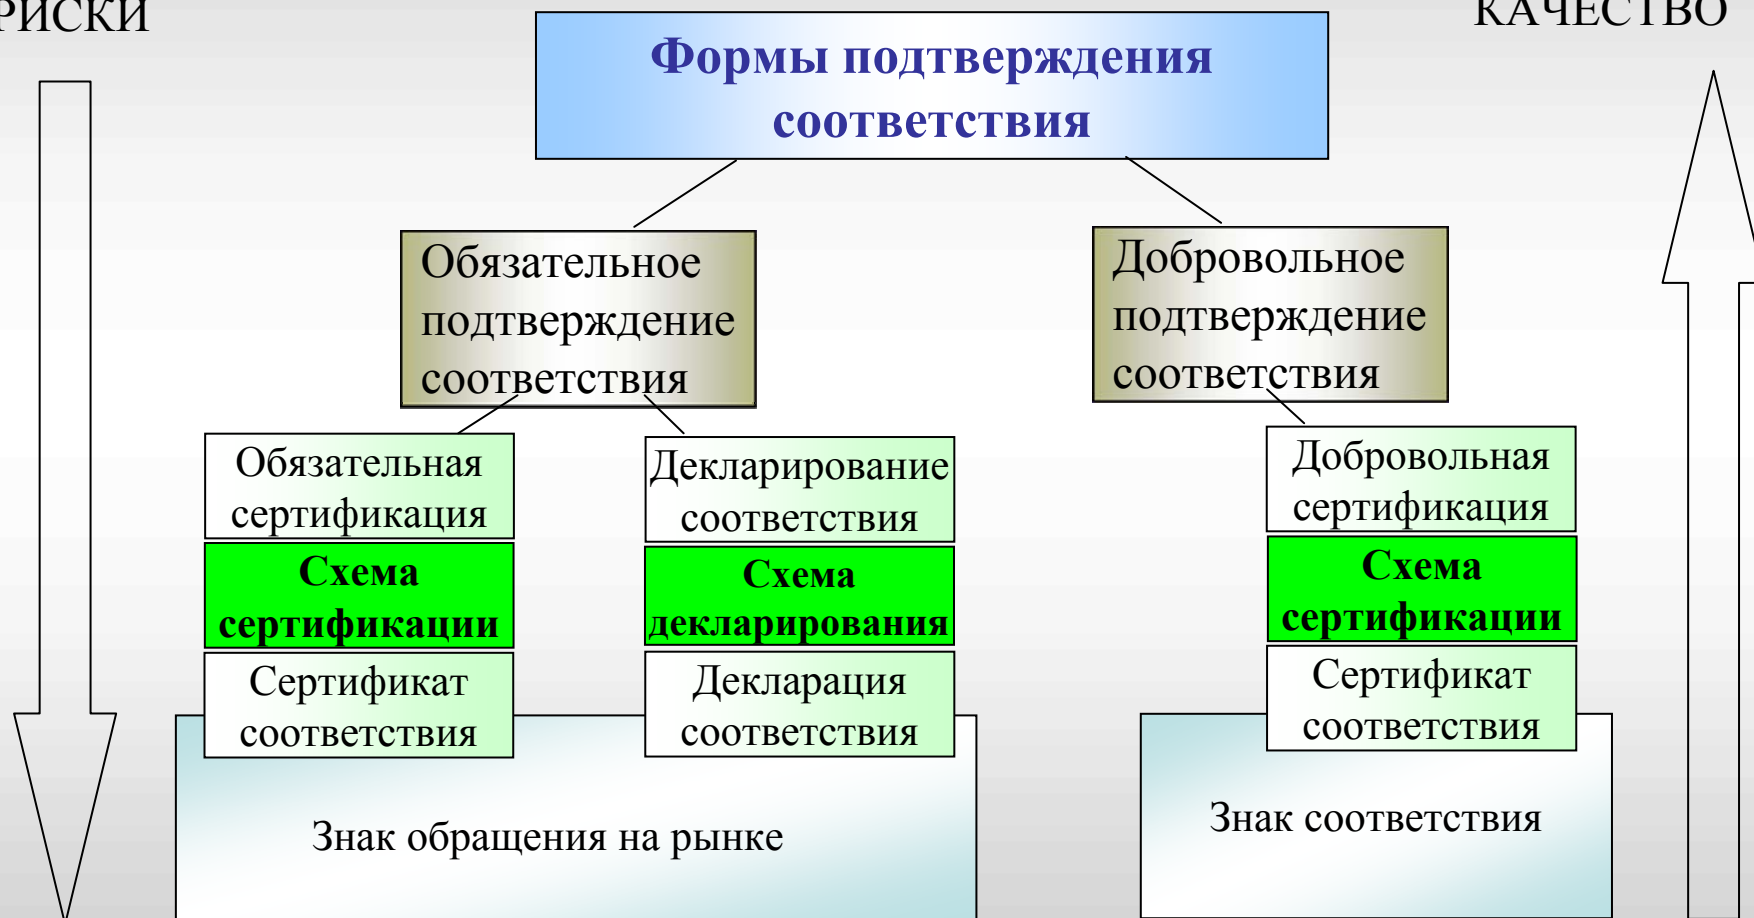 РИСКИ
КАЧЕСТВО
Формы подтверждения
соответствия
Обязательное
подтверждение
соответствия
Добровольное
подтверждение
соответствия
Обязательная
сертификация
Схема
сертификации
Сертификат
соответствия
Декларирование
соответствия
Схема
декларирования
Декларация
соответствия
Добровольная
сертификация
Схема
сертификации
Сертификат
соответствия
Знак обращения на рынке
Знак соответствия